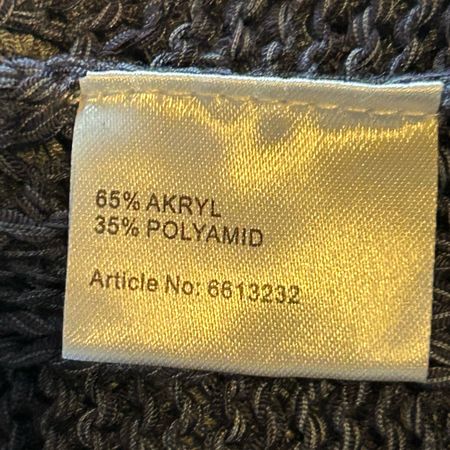 65% AKRYL
35% POLYAMID
Article No: 6613232